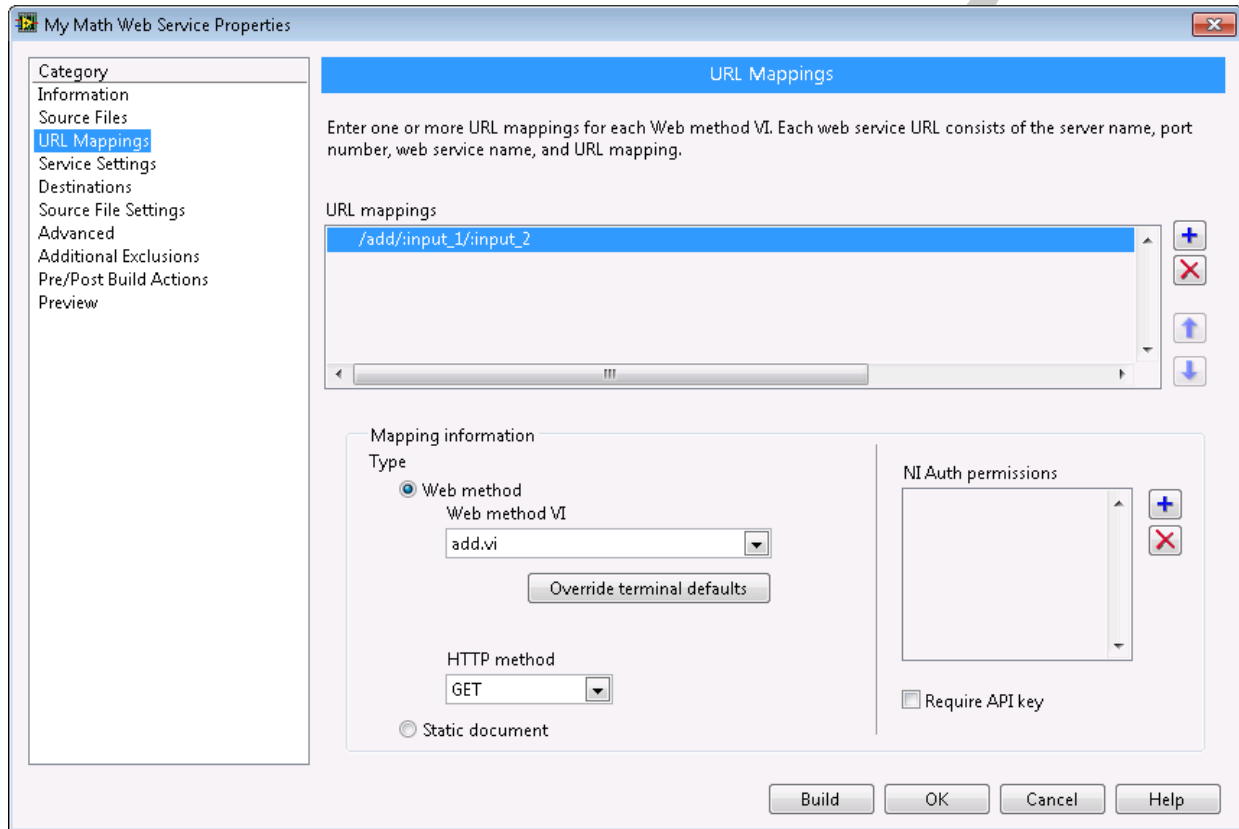 My Math Web Service Properties
Category
Information
Source Files
URL Mappings
Service Settings
Destinations
Source File Settings
Advanced
Additional Exclusions
Pre/Post Build Actions
Preview
URL Mappings
Enter one or more URL mappings for each Web method VI. Each web service URL consists of the server name, port
number, web service name, and URL mapping.
URL mappings
/add/:input_1/:input_2
Mapping information
Type
Web method
Web method VI
add.vi
Override terminal defaults
HTTP method
GET
Static document
NI Auth permissions
Require API key
Build
OK
Cancel
Help